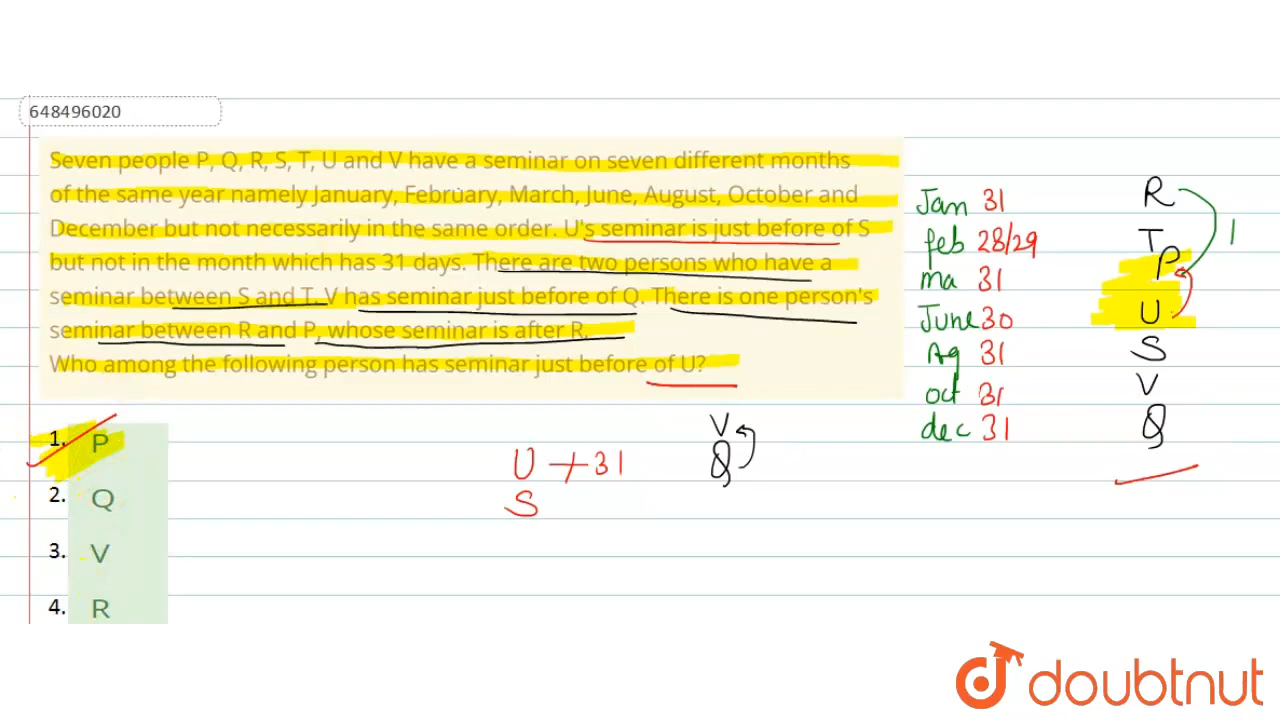 648496020
Seven people P, Q, R, S, T, U and V have a seminar on seven different months
of the same year namely January, February, March, June, August, October and
December but not necessarily in the same order. U's seminar is just before of S
but not in the month which has 31 days. There are two persons who have a
seminar between S and T. V has seminar just before of Q. There is one person's
seminar between R and P, whose seminar is after R.
Who among the following person has seminar just before of U?
1. P
2. Q
3. V
4. R
U 31
S
V
Q
Jan 31 R
feb 28/29 T
ma 31 P
June 30 U
Ag 31 S
oct 31 V
dec 31 Q
1
doubtnut